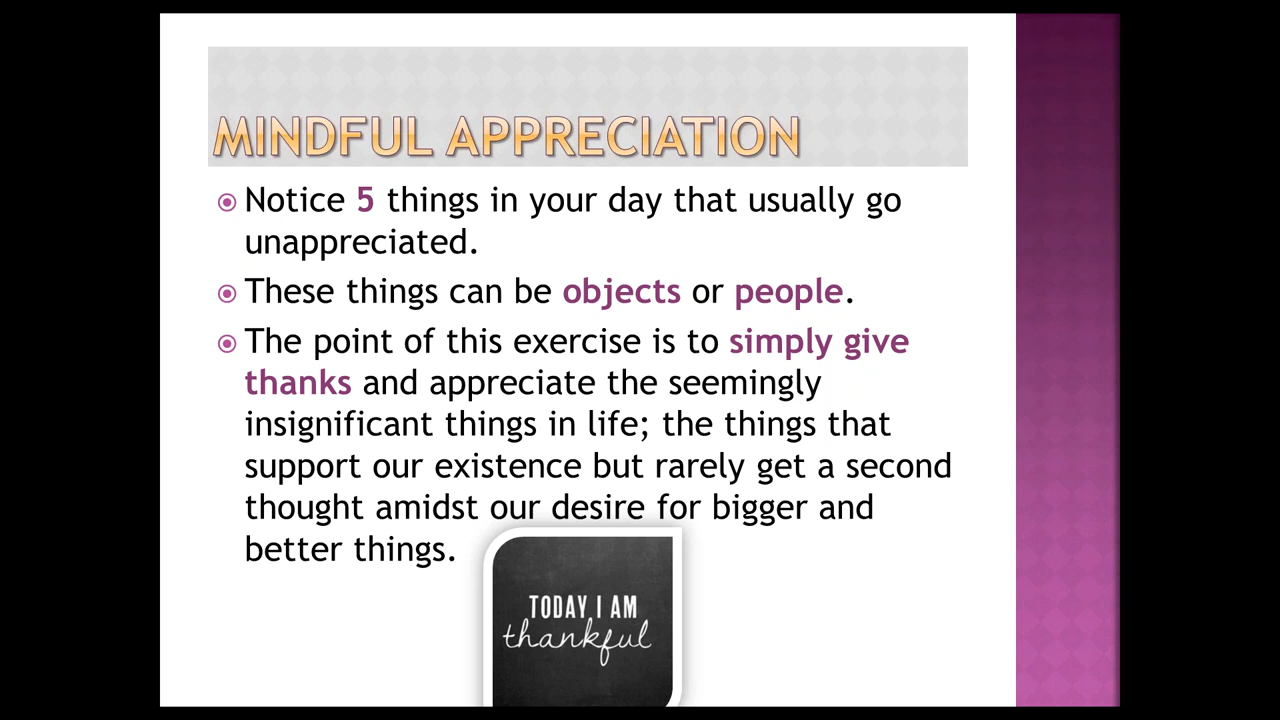 MINDFUL APPRECIATION
Notice 5 things in your day that usually go
unappreciated.
These things can be objects or people.
The point of this exercise is to simply give
thanks and appreciate the seemingly
insignificant things in life; the things that
support our existence but rarely get a second
thought amidst our desire for bigger and
better things.
TODAY I AM
thankful